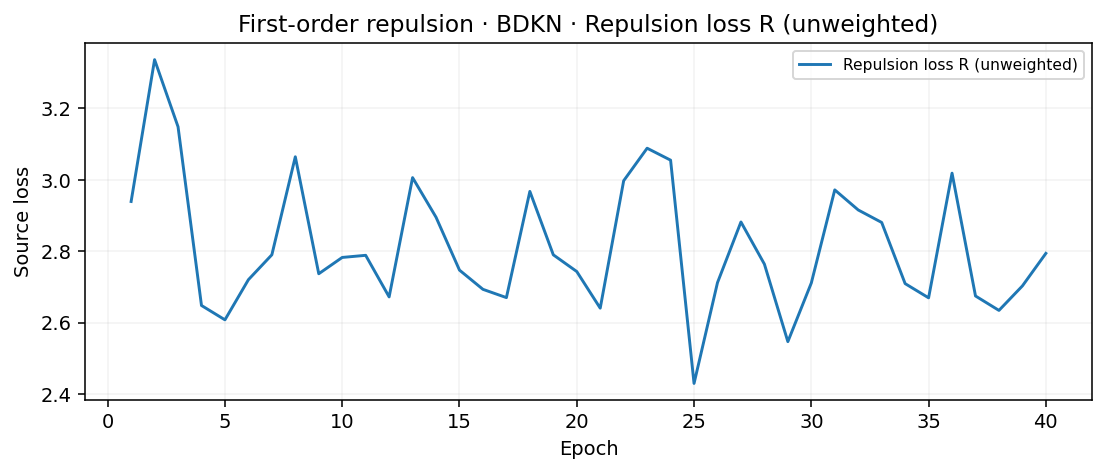 First-order repulsion · BDKN · Repulsion loss R (unweighted)
Repulsion loss R (unweighted)
Source loss
3.2
3.0
2.8
2.6
2.4
0 5 10 15 20 25 30 35 40
Epoch